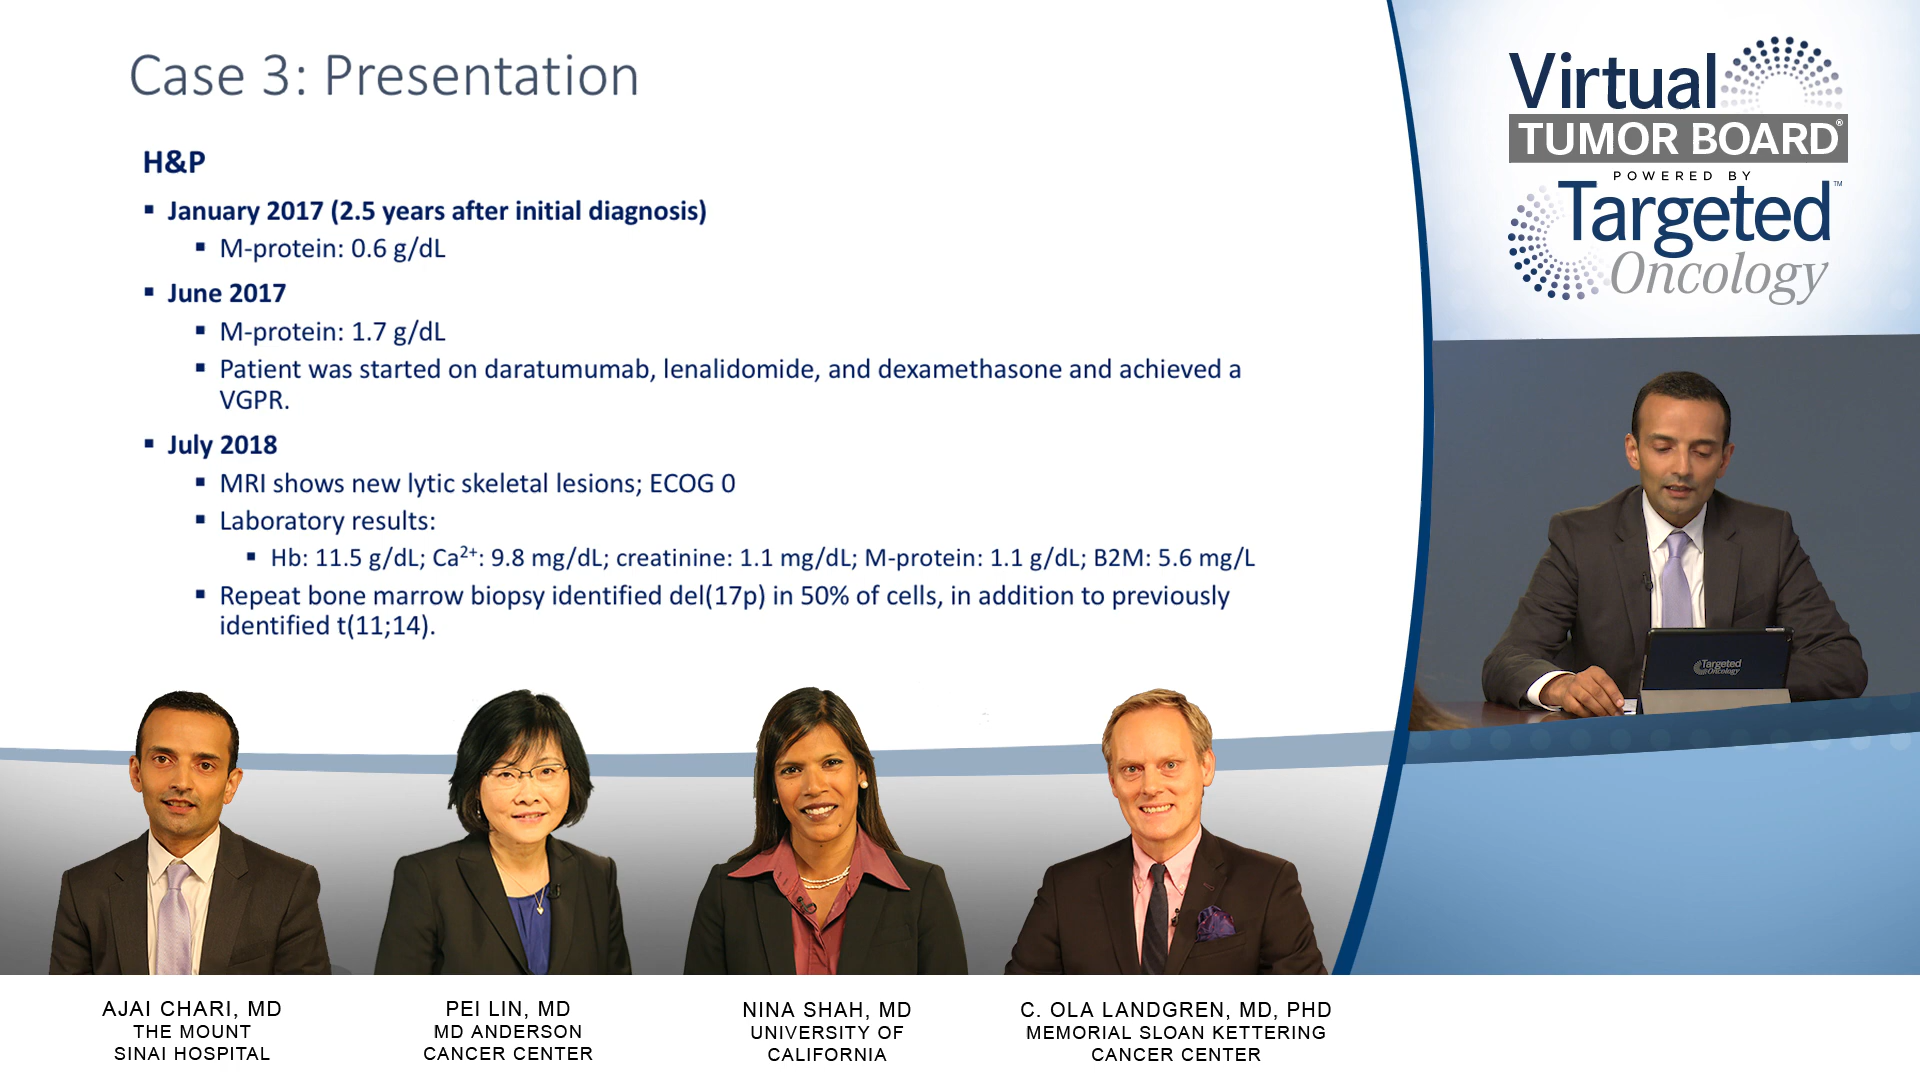 Case 3: Presentation
H&P
▪ January 2017 (2.5 years after initial diagnosis)
▪ M-protein: 0.6 g/dL
▪ June 2017
▪ M-protein: 1.7 g/dL
▪ Patient was started on daratumumab, lenalidomide, and dexamethasone and achieved a
VGPR.
▪ July 2018
▪ MRI shows new lytic skeletal lesions; ECOG 0
▪ Laboratory results:
▪ Hb: 11.5 g/dL; Ca²⁺: 9.8 mg/dL; creatinine: 1.1 mg/dL; M-protein: 1.1 g/dL; B2M: 5.6 mg/L
▪ Repeat bone marrow biopsy identified del(17p) in 50% of cells, in addition to previously
identified t(11;14).
Virtual
TUMOR BOARD®
POWERED BY
Targeted™
Oncology
Targeted
Oncology
AJAI CHARI, MD
THE MOUNT
SINAI HOSPITAL
PEI LIN, MD
MD ANDERSON
CANCER CENTER
NINA SHAH, MD
UNIVERSITY OF
CALIFORNIA
C. OLA LANDGREN, MD, PHD
MEMORIAL SLOAN KETTERING
CANCER CENTER